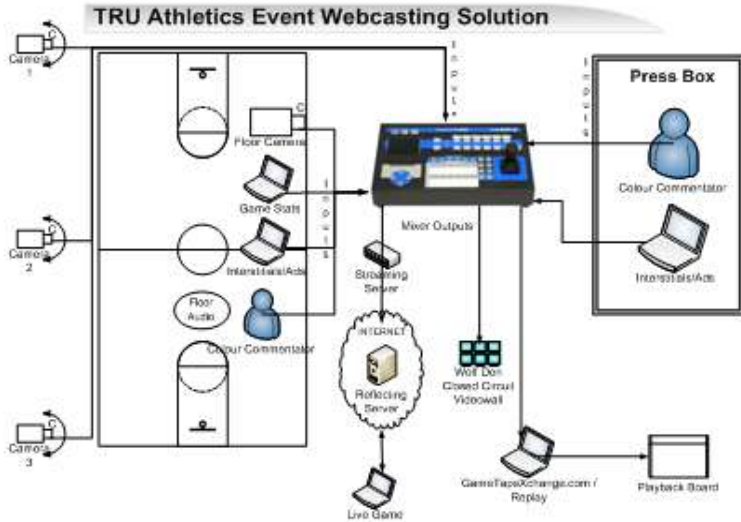 TRU Athletics Event Webcasting Solution
C
Camera
1
Inputs
Inputs
Press Box
C
Floor Camera
Colour Commentator
Game Stats
Inputs
Mixer Outputs
C
Camera
2
Interstitials/Ads
Streaming
Server
Interstitials/Ads
Floor
Audio
Colour Commentator
INTERNET
Reflecting
Server
Wolf Den
Closed Circuit
Videowall
C
Camera
3
GameTapeXchange.com /
Replay
Playback Board
Live Game